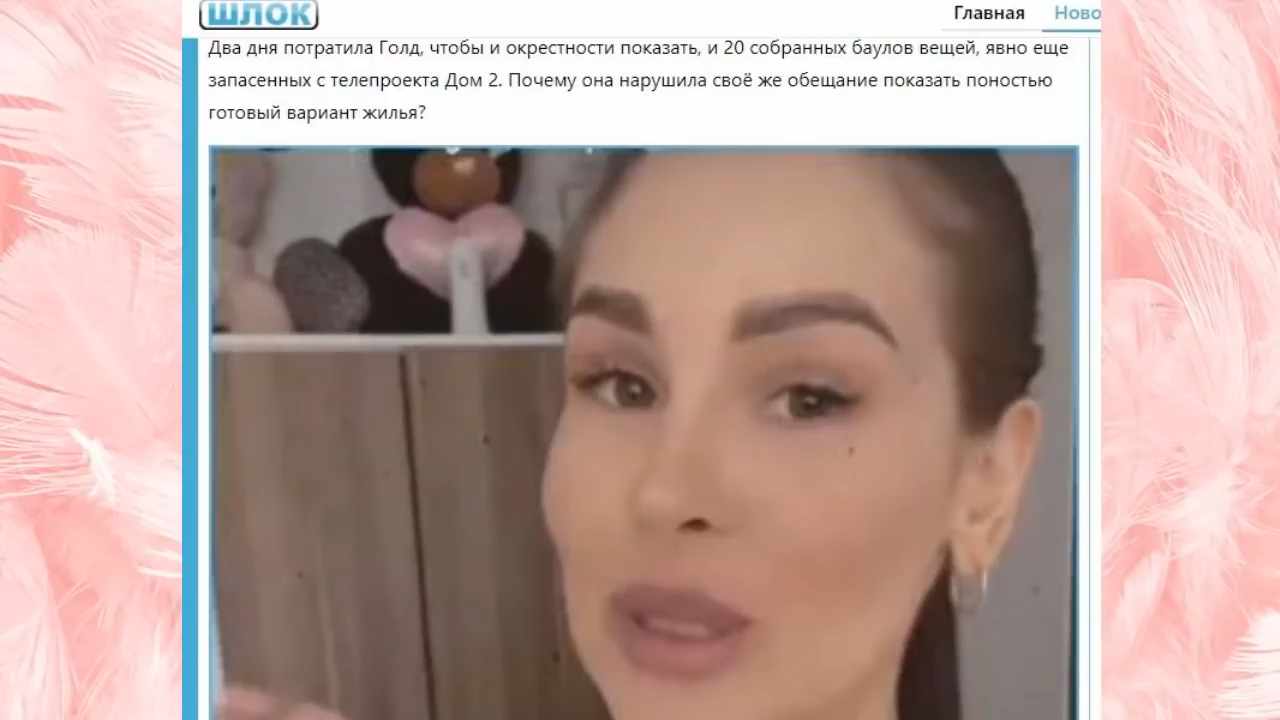 ШЛОК
Главная Ново
Два дня потратила Голд, чтобы и окрестности показать, и 20 собранных баулов вещей, явно еще
запасенных с телепроекта Дом 2. Почему она нарушила своё же обещание показать поностью
готовый вариант жилья?